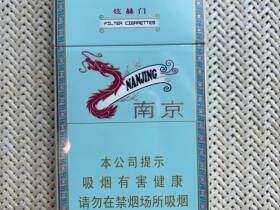 炫赫门
FILTER CIGARETTES
NANJING
南京
本公司提示
吸烟有害健康
请勿在禁烟场所吸烟